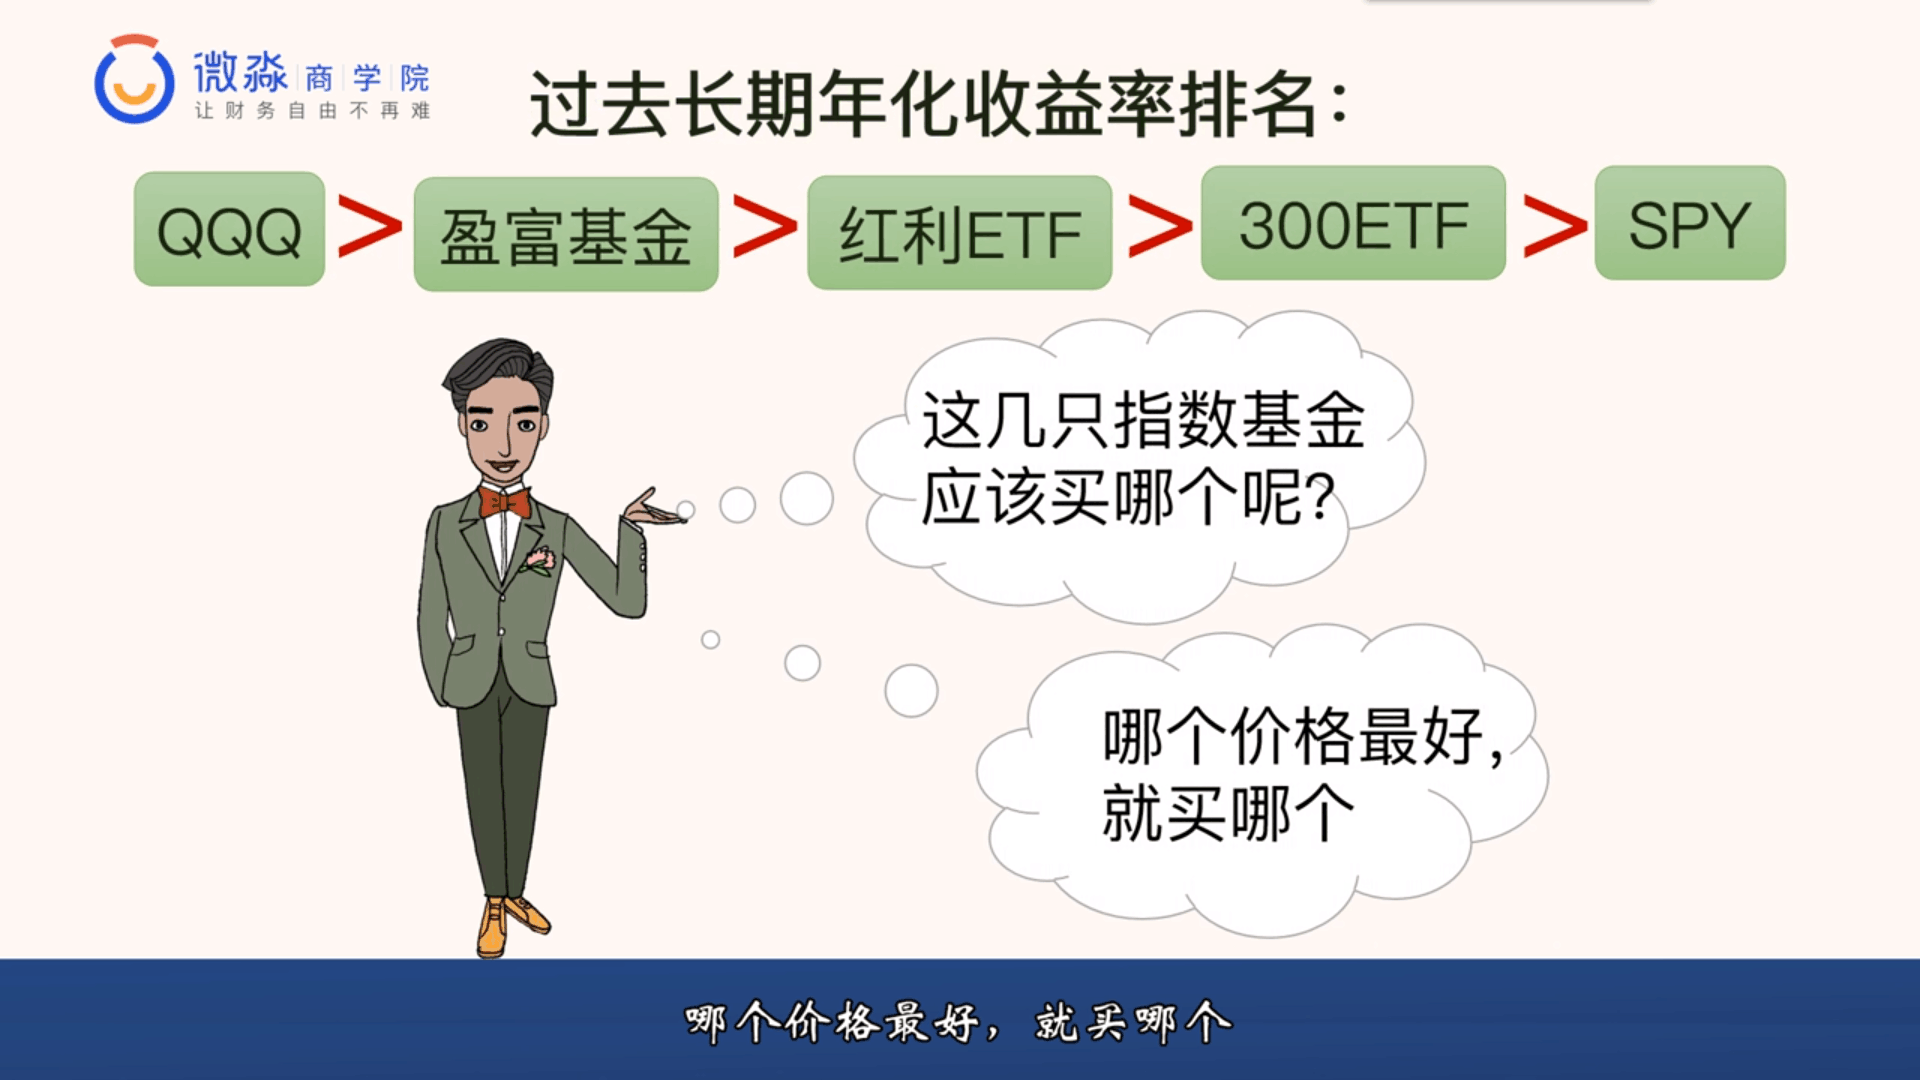 微淼 商 学 院
让财务自由不再难
过去长期年化收益率排名：
QQQ > 盈富基金 > 红利ETF > 300ETF > SPY
这几只指数基金
应该买哪个呢？
哪个价格最好，
就买哪个
哪个价格最好，就买哪个